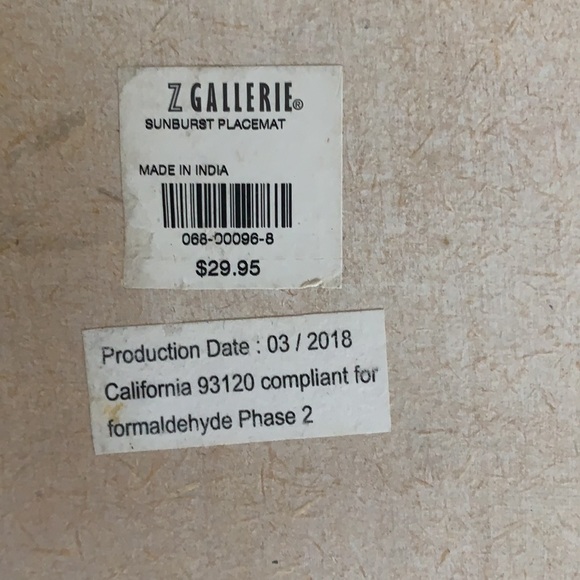 Z GALLERIE®
SUNBURST PLACEMAT
MADE IN INDIA
068-00096-8
$29.95
Production Date : 03 / 2018
California 93120 compliant for
formaldehyde Phase 2